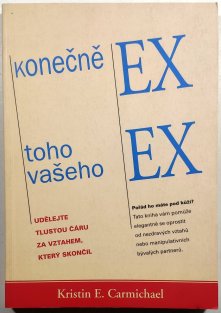 konečně EX
toho vašeho EX
UDĚLEJTE
TLUSTOU ČÁRU
ZA VZTAHEM,
KTERÝ SKONČIL
Pořád ho máte pod kůží?
Tato kniha vám pomůže
elegantně se oprostit
od nezdravých vztahů
nebo manipulativních
bývalých partnerů.
Kristin E. Carmichael